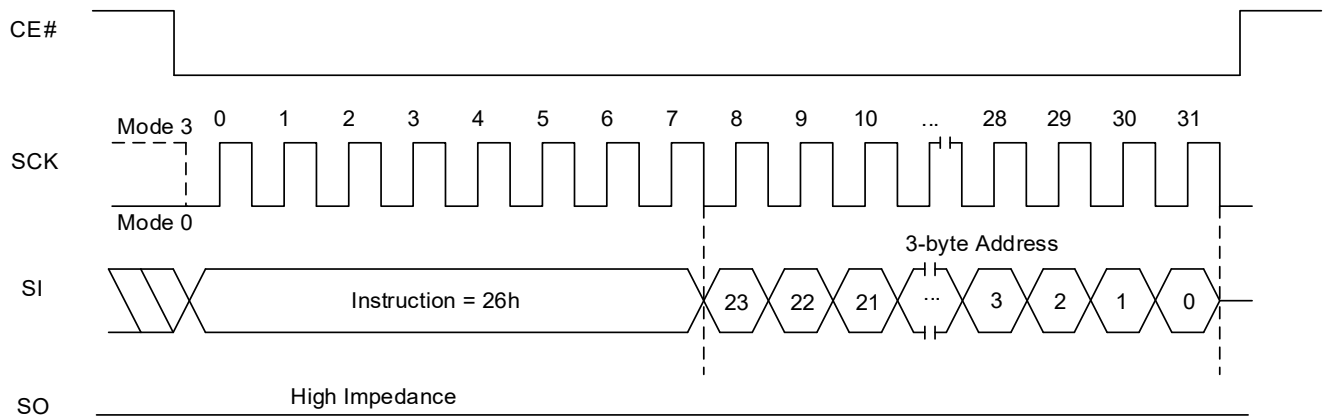 CE#
Mode 3 0 1 2 3 4 5 6 7 8 9 10 ... 28 29 30 31
SCK
Mode 0
3-byte Address
SI Instruction = 26h 23 22 21 ... 3 2 1 0
High Impedance
SO